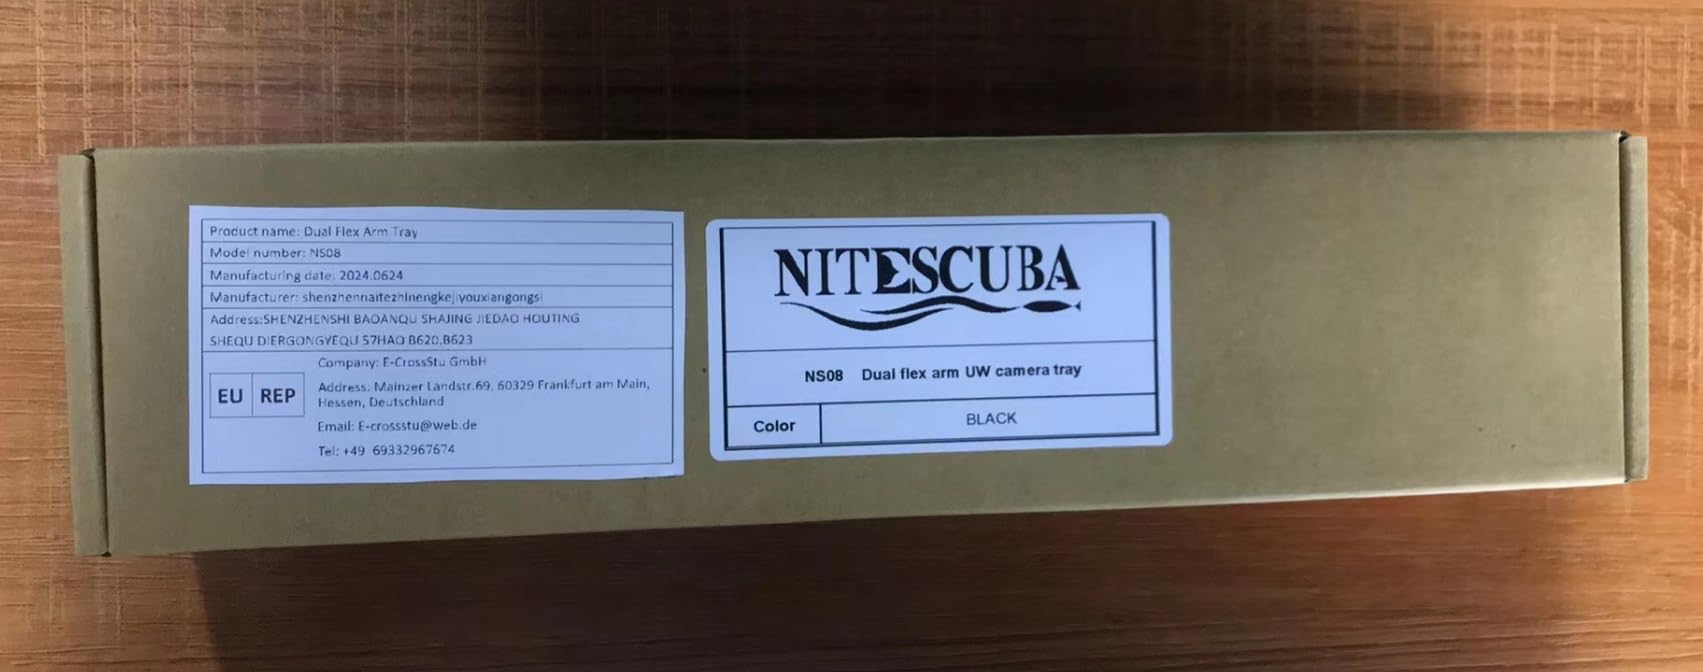 Product name: Dual Flex Arm Tray
Model number: NS08
Manufacturing date: 2024.0624
Manufacturer: shenzhennaitezhinengkejiyouxiangongsi
Address:SHENZHENSHI BAOANQU SHAJING JIEDAO HOUTING
SHEQU DIERGONGYEQU 57HAO B620,B623
EU REP
Company: E-CrossStu GmbH
Address: Mainzer Landstr.69, 60329 Frankfurt am Main,
Hessen, Deutschland
Email: E-crossstu@web.de
Tel: +49 69332967674
NITESCUBA
NS08 Dual flex arm UW camera tray
Color BLACK